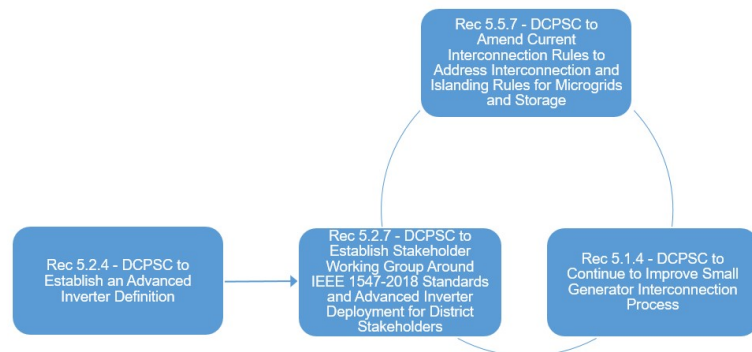 Rec 5.5.7 - DCPSC to
Amend Current
Interconnection Rules to
Address Interconnection and
Islanding Rules for Microgrids
and Storage
Rec 5.2.4 - DCPSC to
Establish an Advanced
Inverter Definition
Rec 5.2.7 - DCPSC to
Establish Stakeholder
Working Group Around
IEEE 1547-2018 Standards
and Advanced Inverter
Deployment for District
Stakeholders
Rec 5.1.4 - DCPSC to
Continue to Improve Small
Generator Interconnection
Process